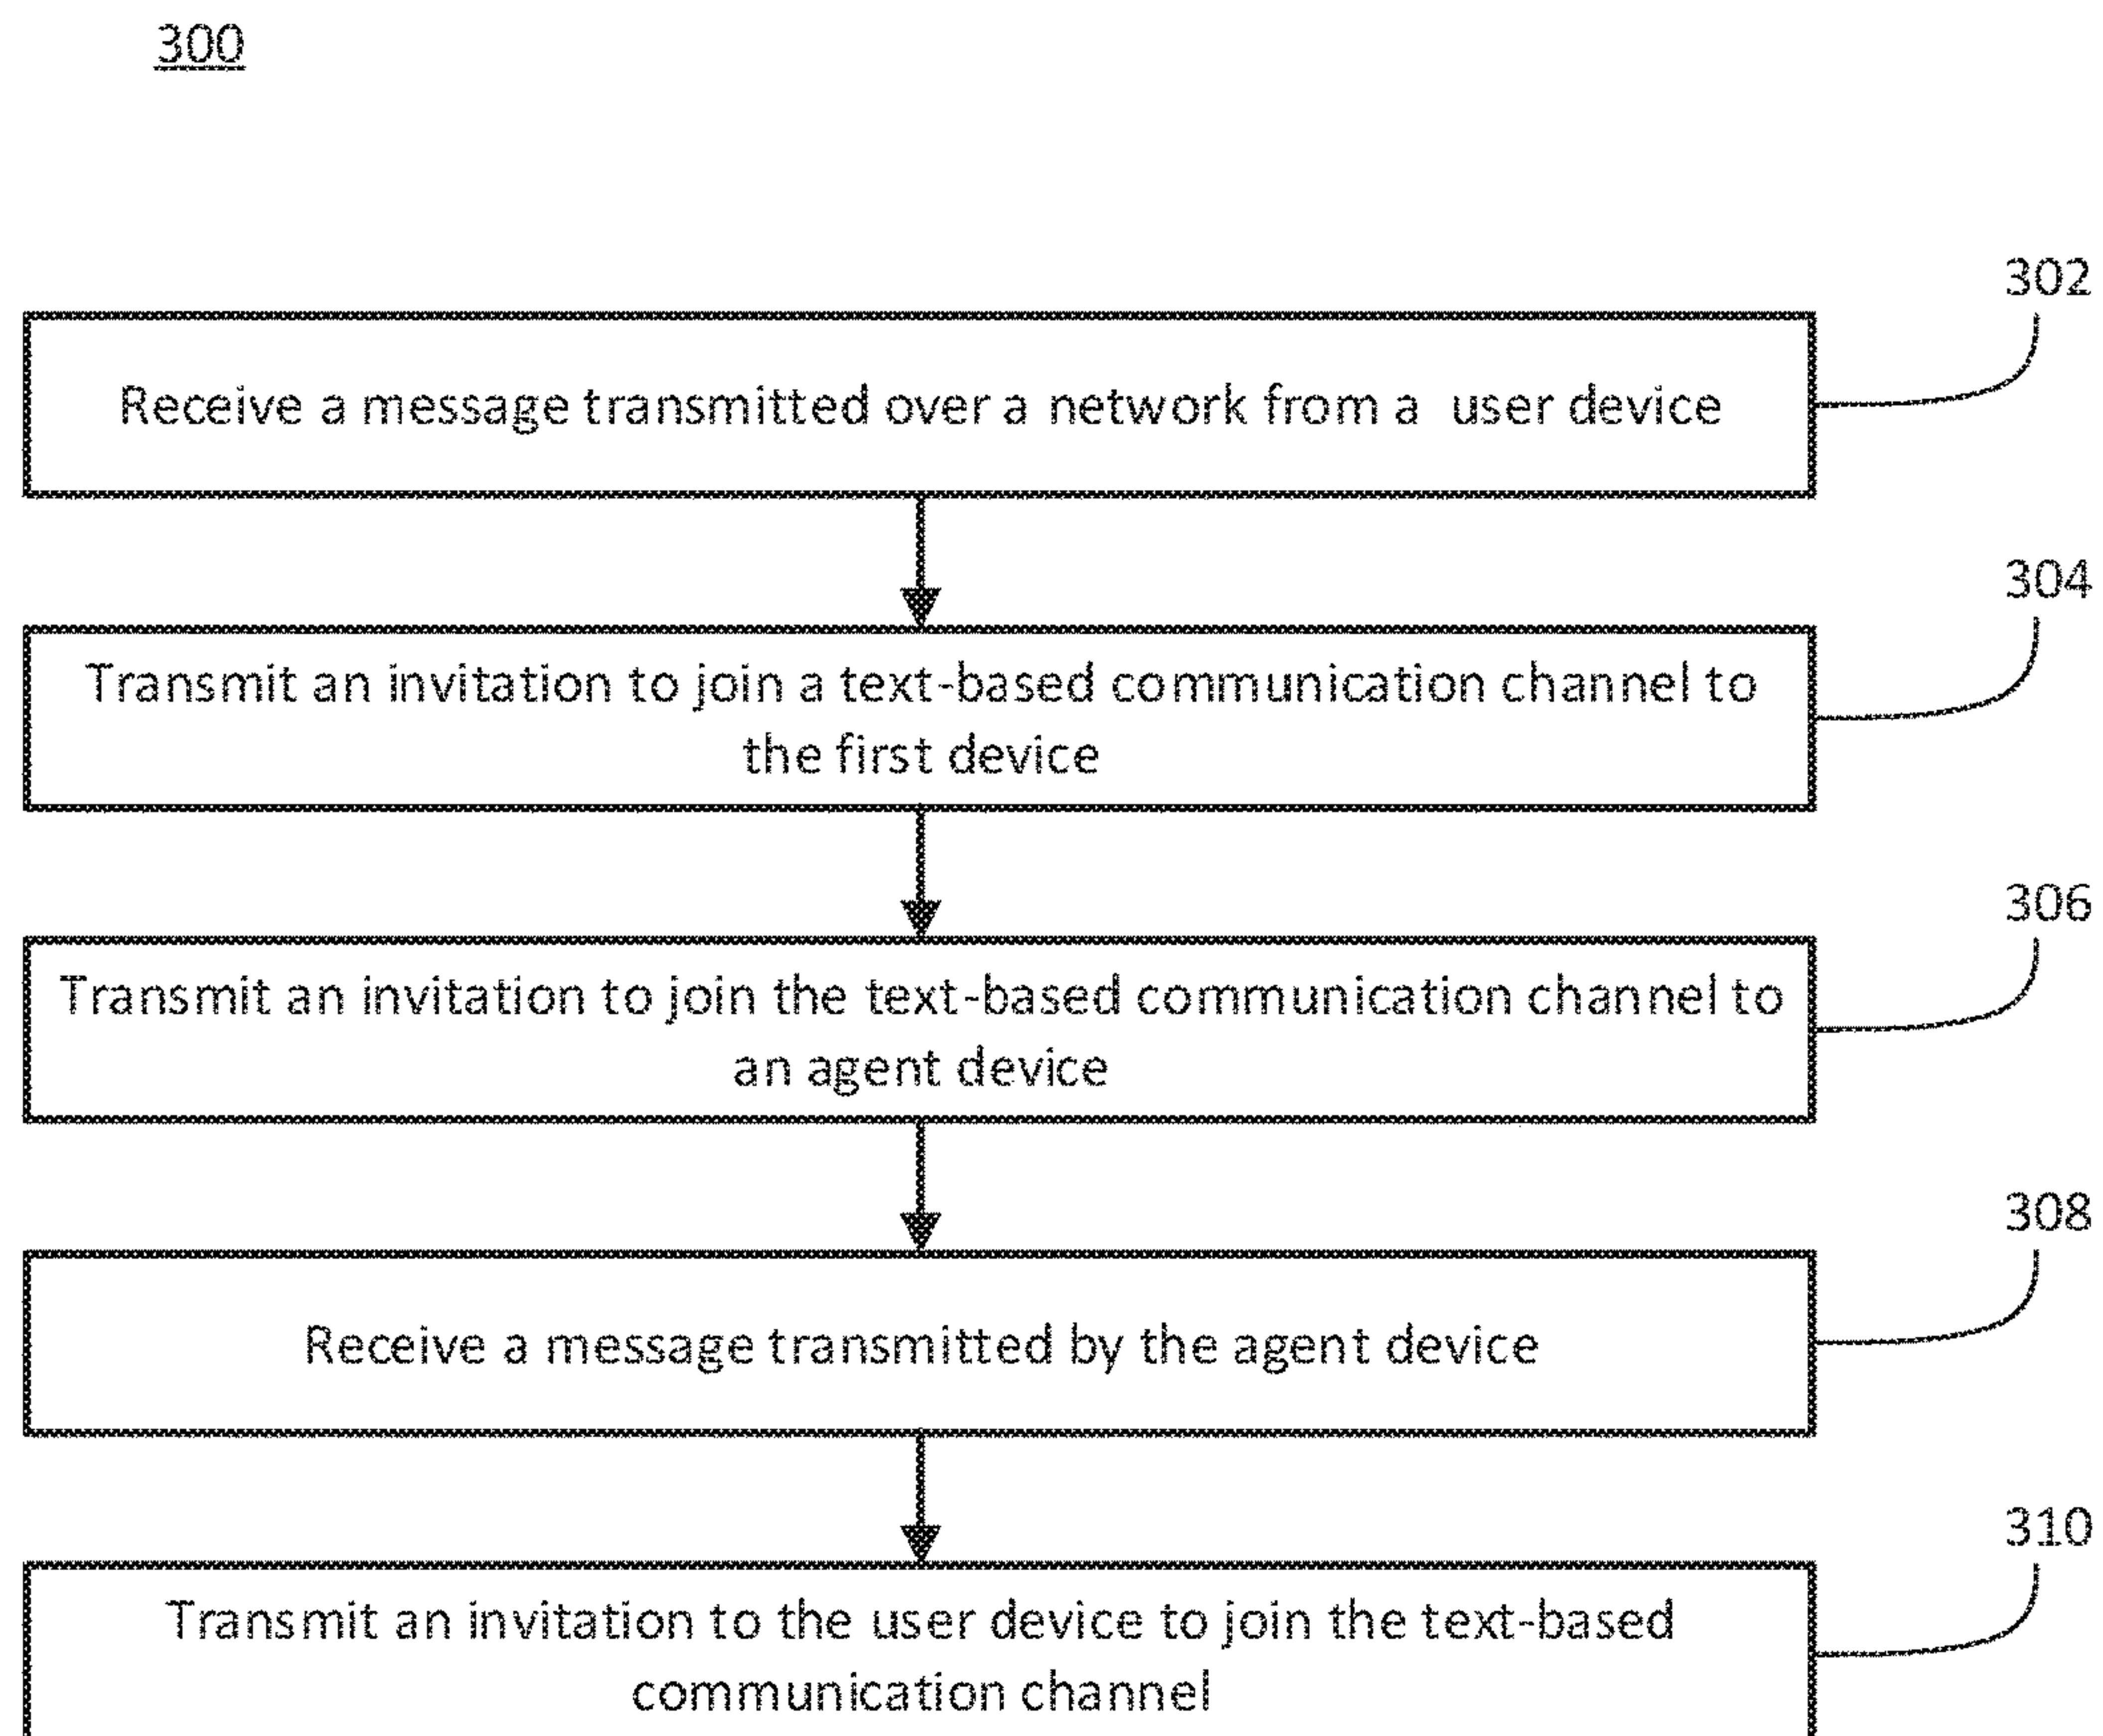 300
302
Receive a message transmitted over a network from a user device
304
Transmit an invitation to join a text-based communication channel to
the first device
306
Transmit an invitation to join the text-based communication channel to
an agent device
308
Receive a message transmitted by the agent device
310
Transmit an invitation to the user device to join the text-based
communication channel